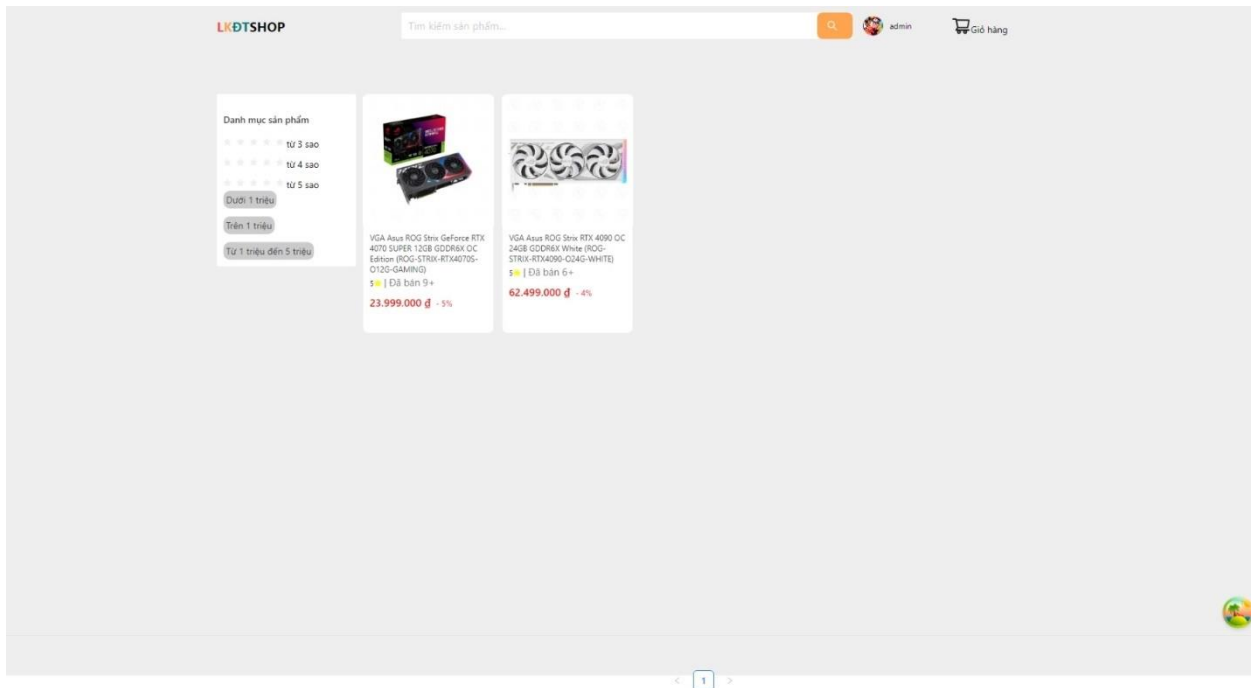 LKĐTSHOP
Tìm kiếm sản phẩm...
admin
Giỏ hàng
Danh mục sản phẩm
từ 3 sao
từ 4 sao
từ 5 sao
Dưới 1 triệu
Trên 1 triệu
Từ 1 triệu đến 5 triệu
VGA Asus ROG Strix GeForce RTX
4070 SUPER 12GB GDDR6X OC
Edition (ROG-STRIX-RTX4070S-
O12G-GAMING)
5 | Đã bán 9+
23.999.000 ₫ - 5%
VGA Asus ROG Strix RTX 4090 OC
24GB GDDR6X White (ROG-
STRIX-RTX4090-O24G-WHITE)
5 | Đã bán 6+
62.499.000 ₫ - 4%
< 1 >